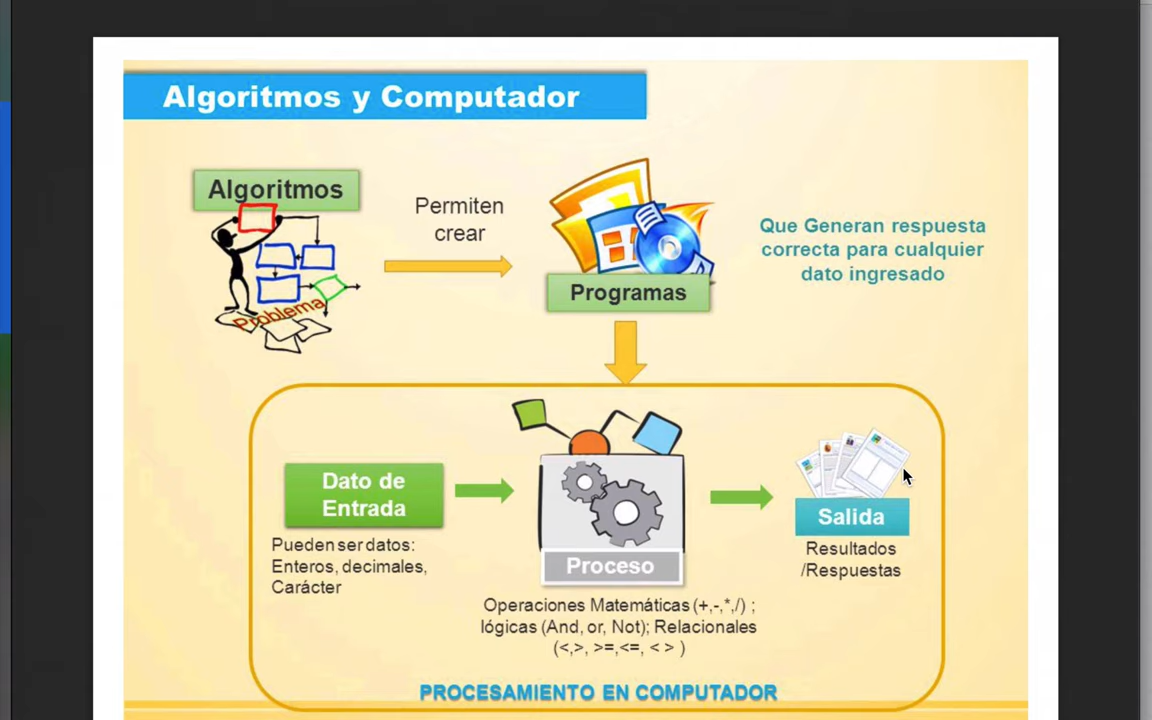 Algoritmos y Computador
Algoritmos
Problema
Permiten
crear
Programas
Que Generan respuesta
correcta para cualquier
dato ingresado
Dato de
Entrada
Pueden ser datos:
Enteros, decimales,
Carácter
Proceso
Operaciones Matemáticas (+,-,*,/) ;
lógicas (And, or, Not); Relacionales
(<,>, >=,<=, < > )
Salida
Resultados
/Respuestas
PROCESAMIENTO EN COMPUTADOR